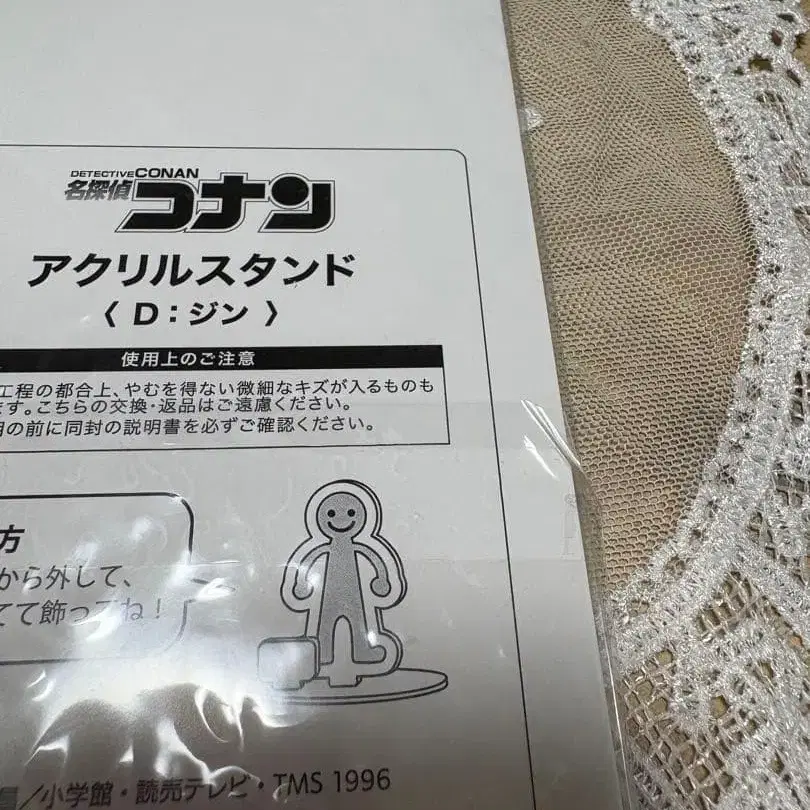 DETECTIVE CONAN
名探偵コナン
アクリルスタンド
〈 D:ジン 〉
使用上のご注意
工程の都合上、やむを得ない微細なキズが入るものも
ます。こちらの交換・返品はご遠慮ください。
用の前に同封の説明書を必ずご確認ください。
方
から外して、
てて飾ってね!
/小学館・読売テレビ・TMS 1996